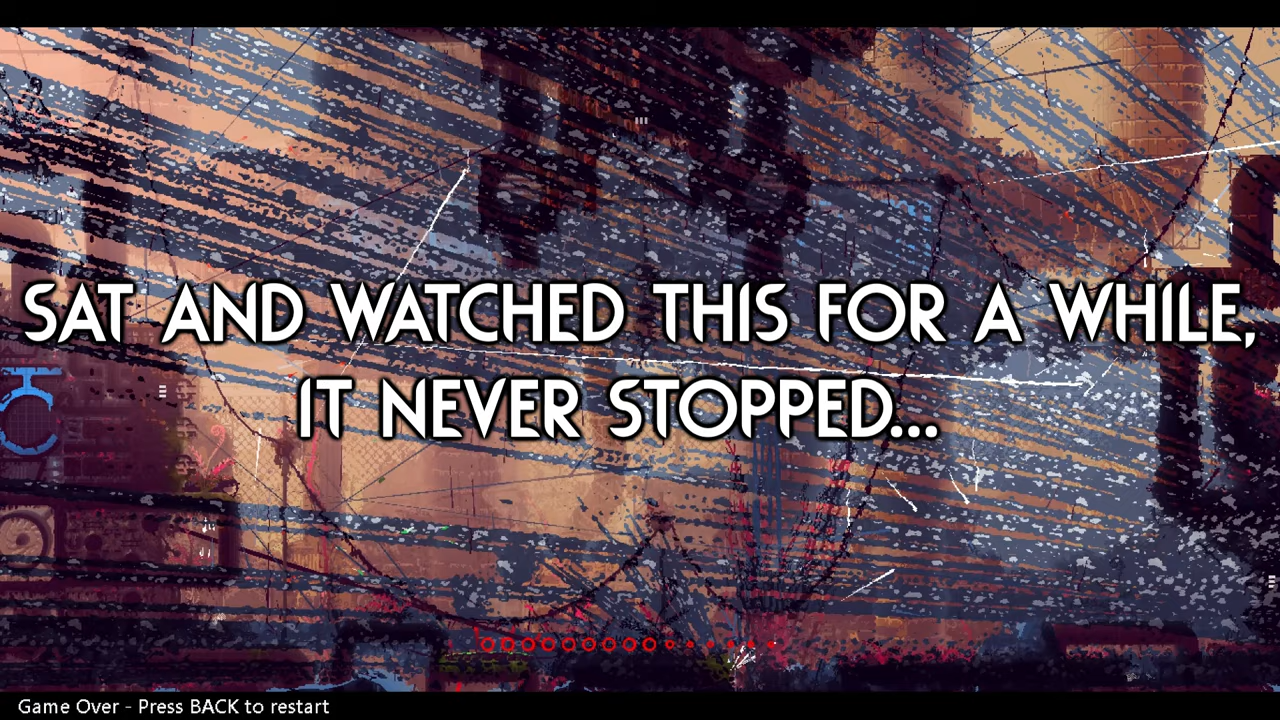 SAT AND WATCHED THIS FOR A WHILE,
IT NEVER STOPPED...
Game Over - Press BACK to restart